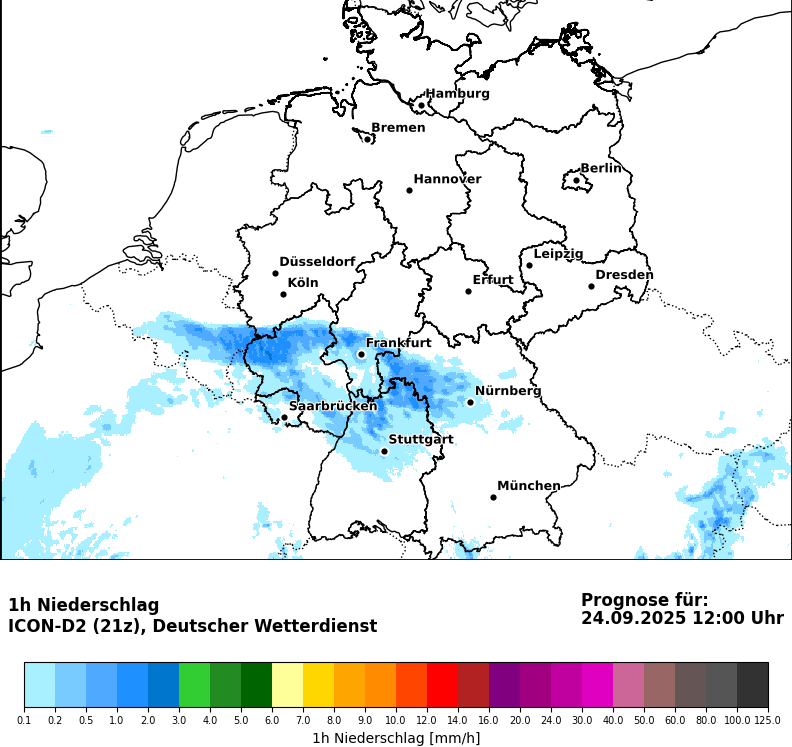 Hamburg
Bremen
Berlin
Hannover
Leipzig
Düsseldorf
Dresden
Köln
Erfurt
Frankfurt
Nürnberg
Saarbrücken
Stuttgart
München
1h Niederschlag
ICON-D2 (21z), Deutscher Wetterdienst
Prognose für:
24.09.2025 12:00 Uhr
0.1 0.2 0.5 1.0 2.0 3.0 4.0 5.0 6.0 7.0 8.0 9.0 10.0 12.0 14.0 16.0 20.0 24.0 30.0 40.0 50.0 60.0 80.0 100.0 125.0
1h Niederschlag [mm/h]